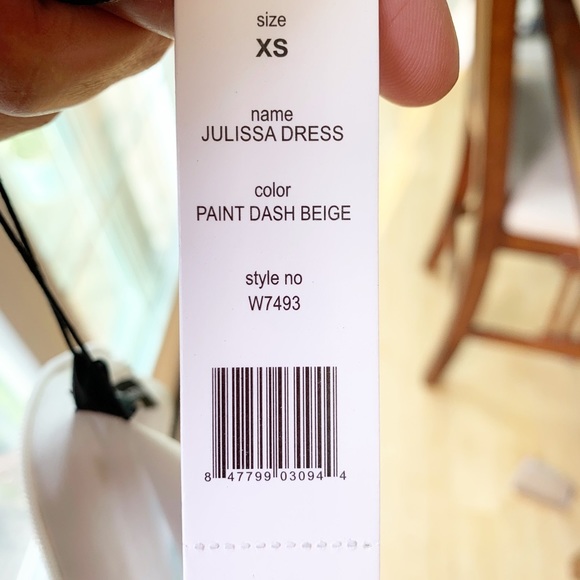 size
XS
name
JULISSA DRESS
color
PAINT DASH BEIGE
style no
W7493
8 47799 03094 4